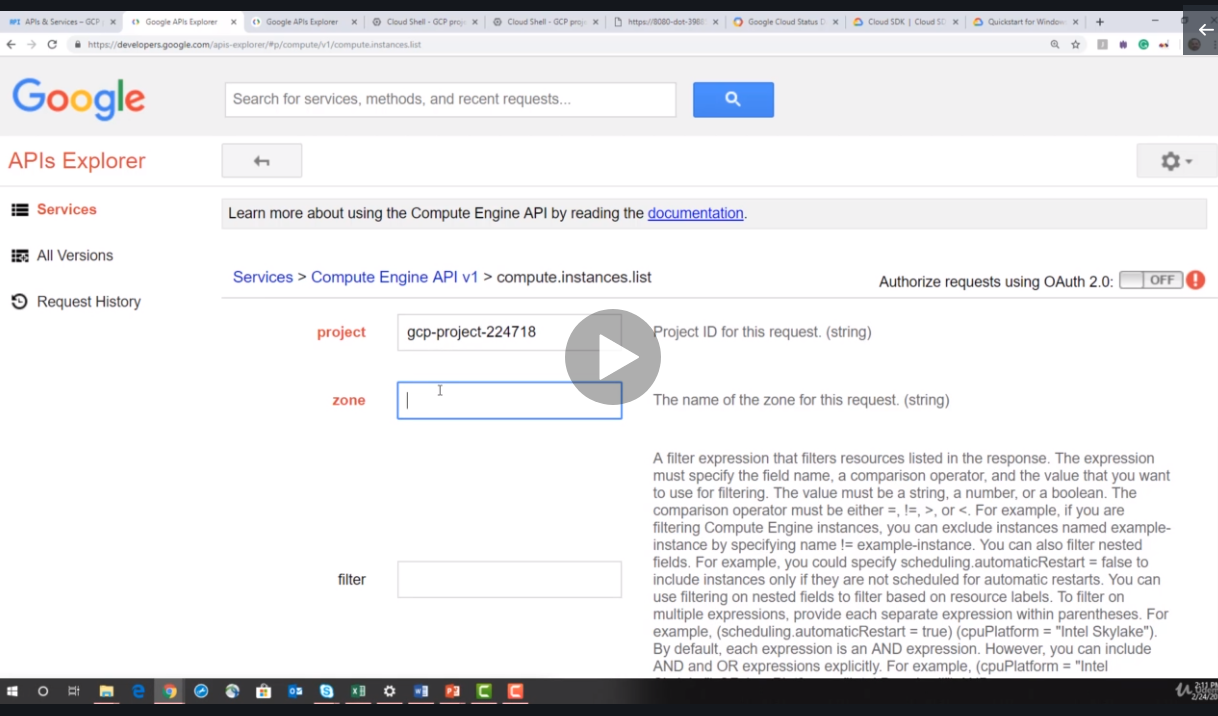 APIs & Services – GCP
Google APIs Explorer
Google APIs Explorer
Cloud Shell - GCP proj
Cloud Shell - GCP proj
https://8080-dot-3981
Google Cloud Status D
Cloud SDK | Cloud SD
Quickstart for Window
https://developers.google.com/apis-explorer/#p/compute/v1/compute.instances.list
Google
Search for services, methods, and recent requests...
APIs Explorer
Services
All Versions
Request History
Learn more about using the Compute Engine API by reading the documentation.
Services > Compute Engine API v1 > compute.instances.list
Authorize requests using OAuth 2.0: OFF
project gcp-project-224718 Project ID for this request. (string)
zone The name of the zone for this request. (string)
A filter expression that filters resources listed in the response. The expression
must specify the field name, a comparison operator, and the value that you want
to use for filtering. The value must be a string, a number, or a boolean. The
comparison operator must be either =, !=, >, or <. For example, if you are
filtering Compute Engine instances, you can exclude instances named example-
instance by specifying name != example-instance. You can also filter nested
fields. For example, you could specify scheduling.automaticRestart = false to
include instances only if they are not scheduled for automatic restarts. You can
filter
use filtering on nested fields to filter based on resource labels. To filter on
multiple expressions, provide each separate expression within parentheses. For
example, (scheduling.automaticRestart = true) (cpuPlatform = "Intel Skylake").
By default, each expression is an AND expression. However, you can include
AND and OR expressions explicitly. For example, (cpuPlatform = "Intel
2:11 PM